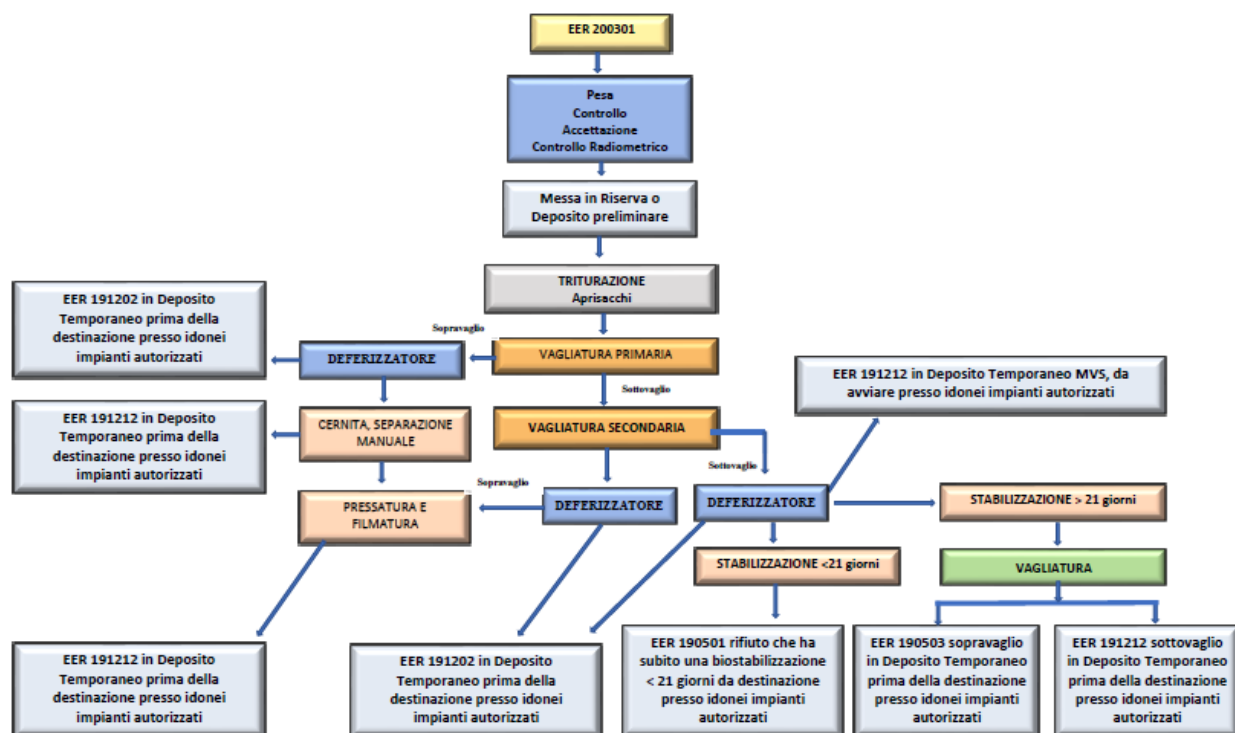 EER 200301
Pesa
Controllo
Accettazione
Controllo Radiometrico
Messa in Riserva o
Deposito preliminare
TRITURAZIONE
Aprisacchi
EER 191202 in Deposito
Temporaneo prima della
destinazione presso idonei
impianti autorizzati
DEFERIZZATORE
Sopravaglio
VAGLIATURA PRIMARIA
Sottovaglio
EER 191212 in Deposito Temporaneo MVS, da
avviare presso idonei impianti autorizzati
EER 191212 in Deposito
Temporaneo prima della
destinazione presso idonei
impianti autorizzati
CERNITA, SEPARAZIONE
MANUALE
VAGLIATURA SECONDARIA
Sottovaglio
Sopravaglio
PRESSATURA E
FILMATURA
DEFERIZZATORE
DEFERIZZATORE
STABILIZZAZIONE > 21 giorni
STABILIZZAZIONE <21 giorni
VAGLIATURA
EER 191212 in Deposito
Temporaneo prima della
destinazione presso idonei
impianti autorizzati
EER 191202 in Deposito
Temporaneo prima della
destinazione presso idonei
impianti autorizzati
EER 190501 rifiuto che ha
subito una biostabilizzazione
< 21 giorni da destinazione
presso idonei impianti
autorizzati
EER 190503 sopravaglio
in Deposito Temporaneo
prima della destinazione
presso idonei impianti
autorizzati
EER 191212 sottovaglio
in Deposito Temporaneo
prima della destinazione
presso idonei impianti
autorizzati